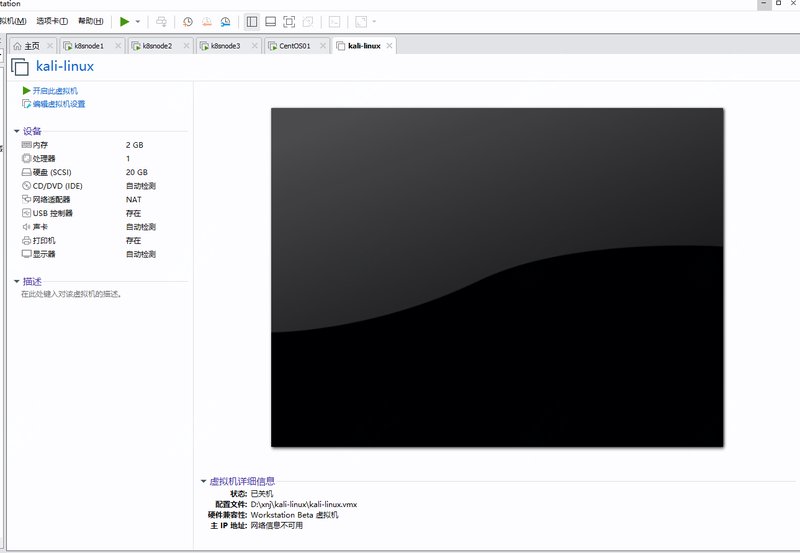 tation
拟机(M) 选项卡(T) 帮助(H)
主页 k8snode1 k8snode2 k8snode3 CentOS01 kali-linux
kali-linux
开启此虚拟机
编辑虚拟机设置
设备
内存 2 GB
处理器 1
硬盘 (SCSI) 20 GB
CD/DVD (IDE) 自动检测
网络适配器 NAT
USB 控制器 存在
声卡 自动检测
打印机 存在
显示器 自动检测
描述
在此处键入对该虚拟机的描述。
虚拟机详细信息
状态: 已关机
配置文件: D:\xnj\kali-linux\kali-linux.vmx
硬件兼容性: Workstation Beta 虚拟机
主 IP 地址: 网络信息不可用